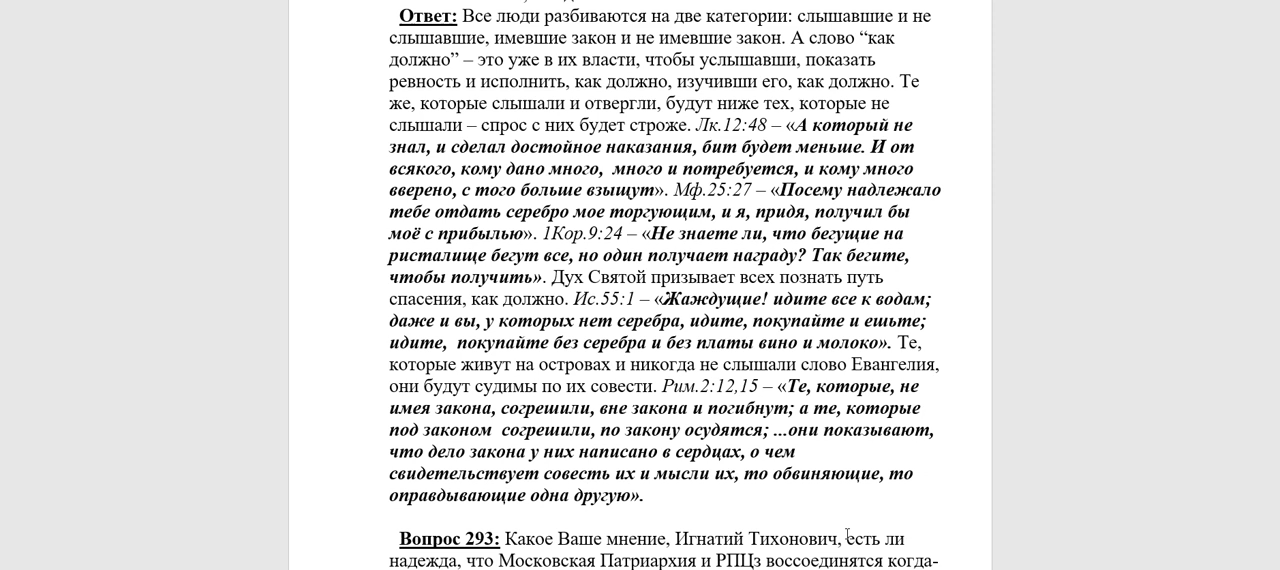 Ответ: Все люди разбиваются на две категории: слышавшие и не
слышавшие, имевшие закон и не имевшие закон. А слово “как
должно” – это уже в их власти, чтобы услышавши, показать
ревность и исполнить, как должно, изучивши его, как должно. Те
же, которые слышали и отвергли, будут ниже тех, которые не
слышали – спрос с них будет строже. Лк.12:48 – «А который не
знал, и сделал достойное наказания, бит будет меньше. И от
всякого, кому дано много,  много и потребуется, и кому много
вверено, с того больше взыщут». Мф.25:27 – «Посему надлежало
тебе отдать серебро мое торгующим, и я, придя, получил бы
моё с прибылью». 1Кор.9:24 – «Не знаете ли, что бегущие на
ристалище бегут все, но один получает награду? Так бегите,
чтобы получить». Дух Святой призывает всех познать путь
спасения, как должно. Ис.55:1 – «Жаждущие! идите все к водам;
даже и вы, у которых нет серебра, идите, покупайте и ешьте;
идите,  покупайте без серебра и без платы вино и молоко». Те,
которые живут на островах и никогда не слышали слово Евангелия,
они будут судимы по их совести. Рим.2:12,15 – «Те, которые, не
имея закона, согрешили, вне закона и погибнут; а те, которые
под законом  согрешили, по закону осудятся; ...они показывают,
что дело закона у них написано в сердцах, о чем
свидетельствует совесть их и мысли их, то обвиняющие, то
оправдывающие одна другую».
Вопрос 293: Какое Ваше мнение, Игнатий Тихонович, есть ли
надежда, что Московская Патриархия и РПЦз воссоединятся когда-